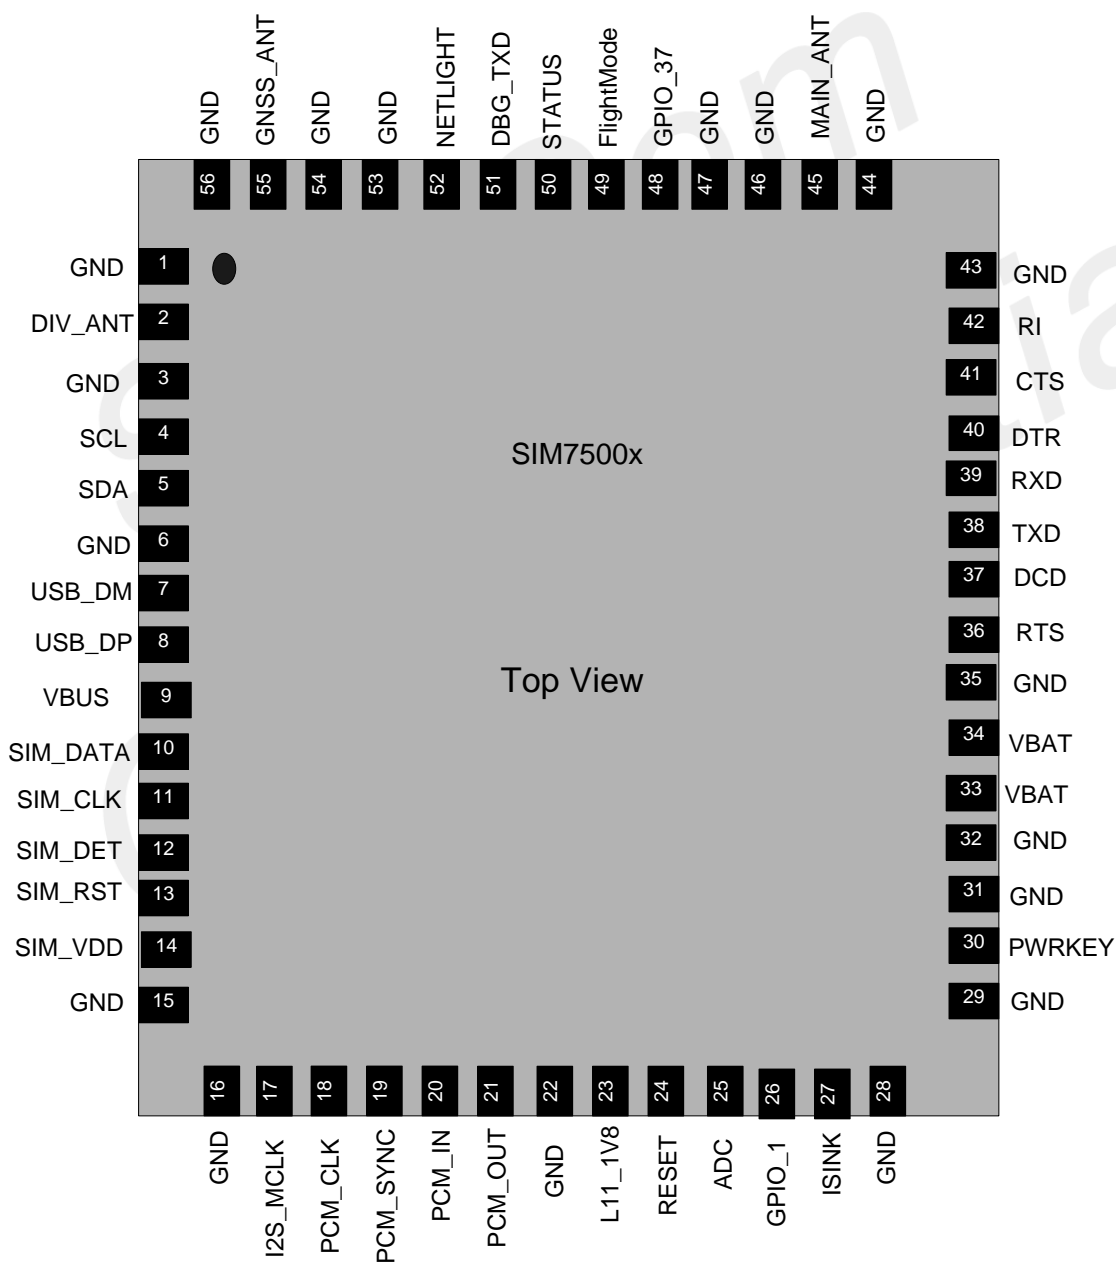 GND
GNSS_ANT
GND
GND
NETLIGHT
DBG_TXD
STATUS
FlightMode
GPIO_37
GND
GND
MAIN_ANT
GND
56
55
54
53
52
51
50
49
48
47
46
45
44
GND 1
DIV_ANT 2
GND 3
SCL 4
SDA 5
GND 6
USB_DM 7
USB_DP 8
VBUS 9
SIM_DATA 10
SIM_CLK 11
SIM_DET 12
SIM_RST 13
SIM_VDD 14
GND 15
SIM7500x
Top View
43 GND
42 RI
41 CTS
40 DTR
39 RXD
38 TXD
37 DCD
36 RTS
35 GND
34 VBAT
33 VBAT
32 GND
31 GND
30 PWRKEY
29 GND
16
17
18
19
20
21
22
23
24
25
26
27
28
GND
I2S_MCLK
PCM_CLK
PCM_SYNC
PCM_IN
PCM_OUT
GND
L11_1V8
RESET
ADC
GPIO_1
ISINK
GND